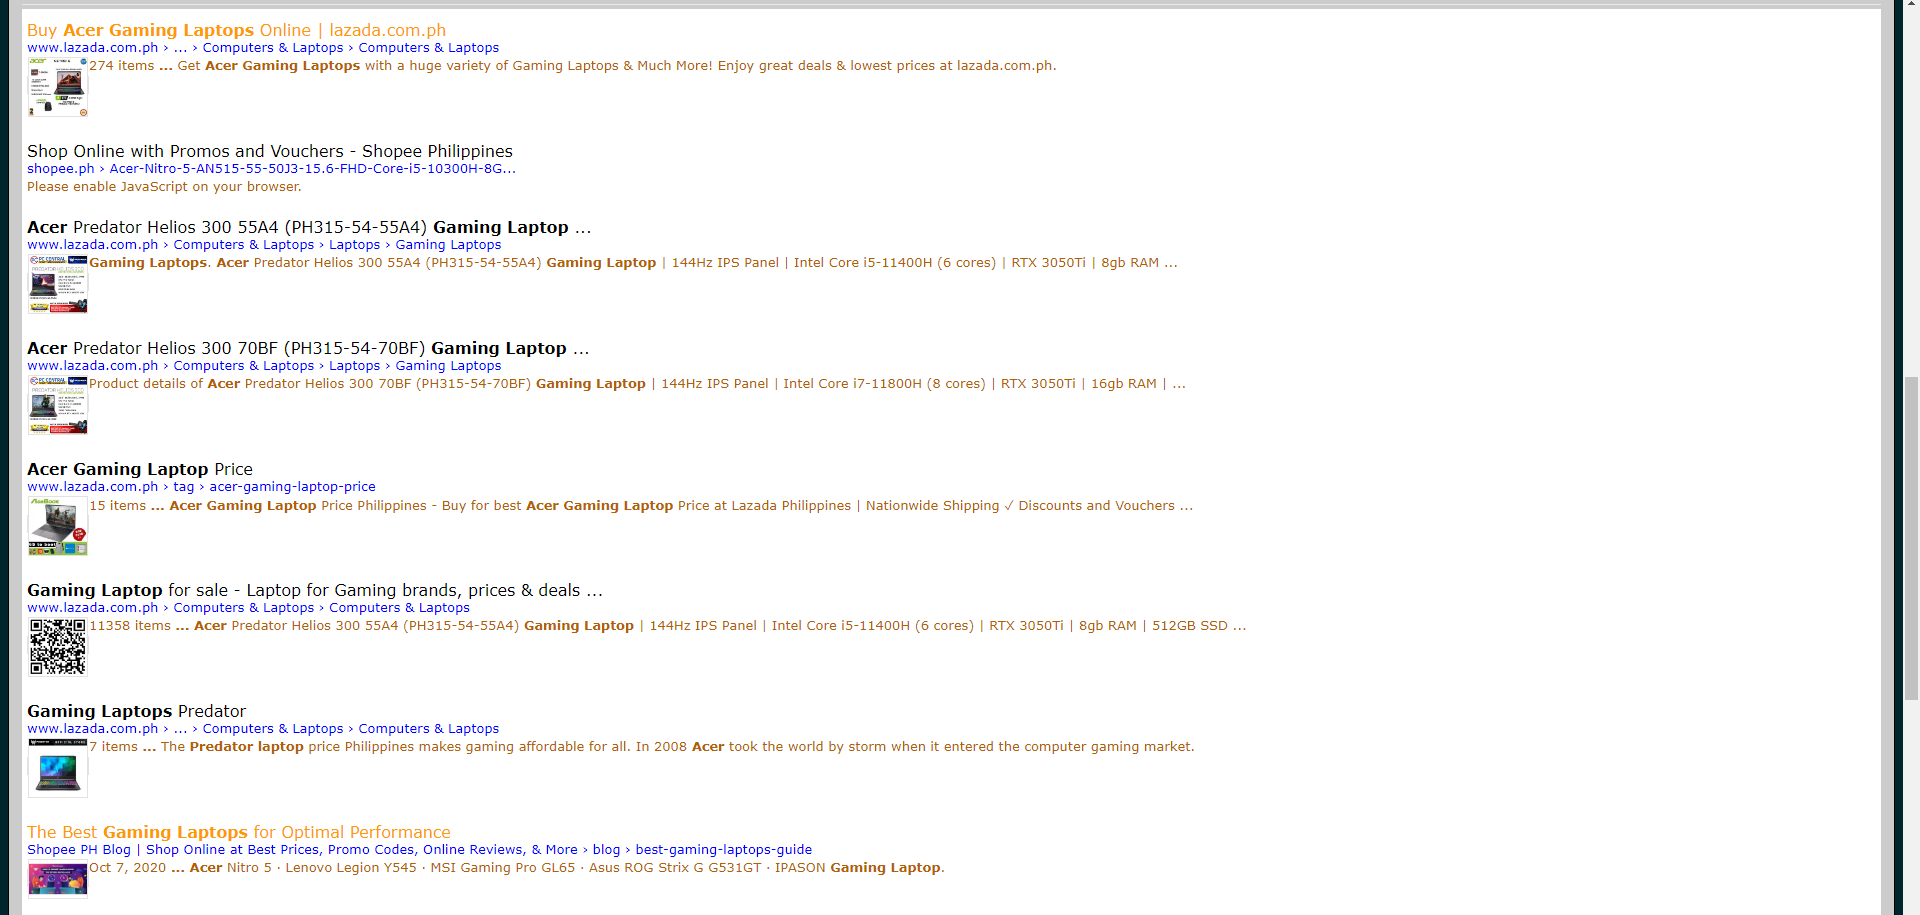 Buy Acer Gaming Laptops Online | lazada.com.ph
www.lazada.com.ph › ... › Computers & Laptops › Computers & Laptops
274 items ... Get Acer Gaming Laptops with a huge variety of Gaming Laptops & Much More! Enjoy great deals & lowest prices at lazada.com.ph.
Shop Online with Promos and Vouchers - Shopee Philippines
shopee.ph › Acer-Nitro-5-AN515-55-50J3-15.6-FHD-Core-i5-10300H-8G...
Please enable JavaScript on your browser.
Acer Predator Helios 300 55A4 (PH315-54-55A4) Gaming Laptop ...
www.lazada.com.ph › Computers & Laptops › Laptops › Gaming Laptops
Gaming Laptops. Acer Predator Helios 300 55A4 (PH315-54-55A4) Gaming Laptop | 144Hz IPS Panel | Intel Core i5-11400H (6 cores) | RTX 3050Ti | 8gb RAM ...
Acer Predator Helios 300 70BF (PH315-54-70BF) Gaming Laptop ...
www.lazada.com.ph › Computers & Laptops › Laptops › Gaming Laptops
Product details of Acer Predator Helios 300 70BF (PH315-54-70BF) Gaming Laptop | 144Hz IPS Panel | Intel Core i7-11800H (8 cores) | RTX 3050Ti | 16gb RAM | ...
Acer Gaming Laptop Price
www.lazada.com.ph › tag › acer-gaming-laptop-price
15 items ... Acer Gaming Laptop Price Philippines - Buy for best Acer Gaming Laptop Price at Lazada Philippines | Nationwide Shipping ✓ Discounts and Vouchers ...
Gaming Laptop for sale - Laptop for Gaming brands, prices & deals ...
www.lazada.com.ph › Computers & Laptops › Computers & Laptops
11358 items ... Acer Predator Helios 300 55A4 (PH315-54-55A4) Gaming Laptop | 144Hz IPS Panel | Intel Core i5-11400H (6 cores) | RTX 3050Ti | 8gb RAM | 512GB SSD ...
Gaming Laptops Predator
www.lazada.com.ph › ... › Computers & Laptops › Computers & Laptops
7 items ... The Predator laptop price Philippines makes gaming affordable for all. In 2008 Acer took the world by storm when it entered the computer gaming market.
The Best Gaming Laptops for Optimal Performance
Shopee PH Blog | Shop Online at Best Prices, Promo Codes, Online Reviews, & More › blog › best-gaming-laptops-guide
Oct 7, 2020 ... Acer Nitro 5 · Lenovo Legion Y545 · MSI Gaming Pro GL65 · Asus ROG Strix G G531GT · IPASON Gaming Laptop.